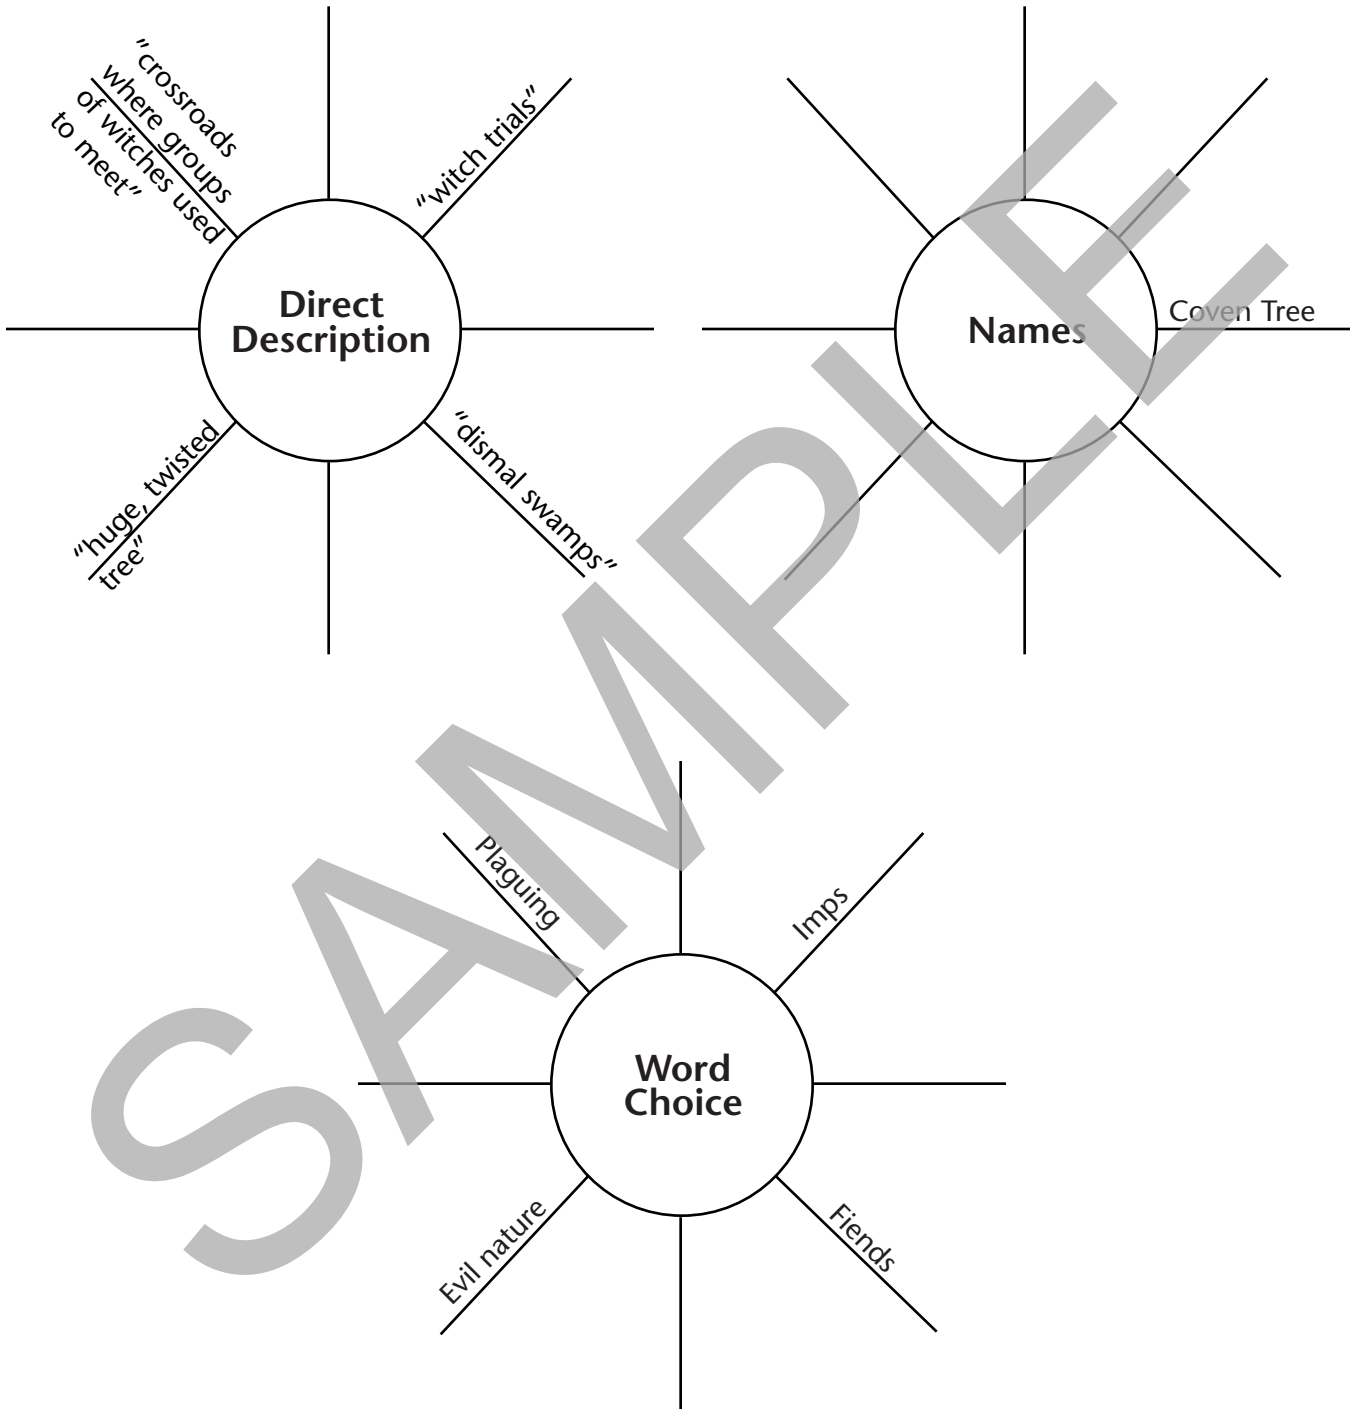 “crossroads
where groups
of witches used
to meet”
“witch trials”
Direct
Description
“huge, twisted
tree”
“dismal swamps”
Names
Coven Tree
SAMPLE
Plaguing
Imps
Word
Choice
Evil nature
Fiends